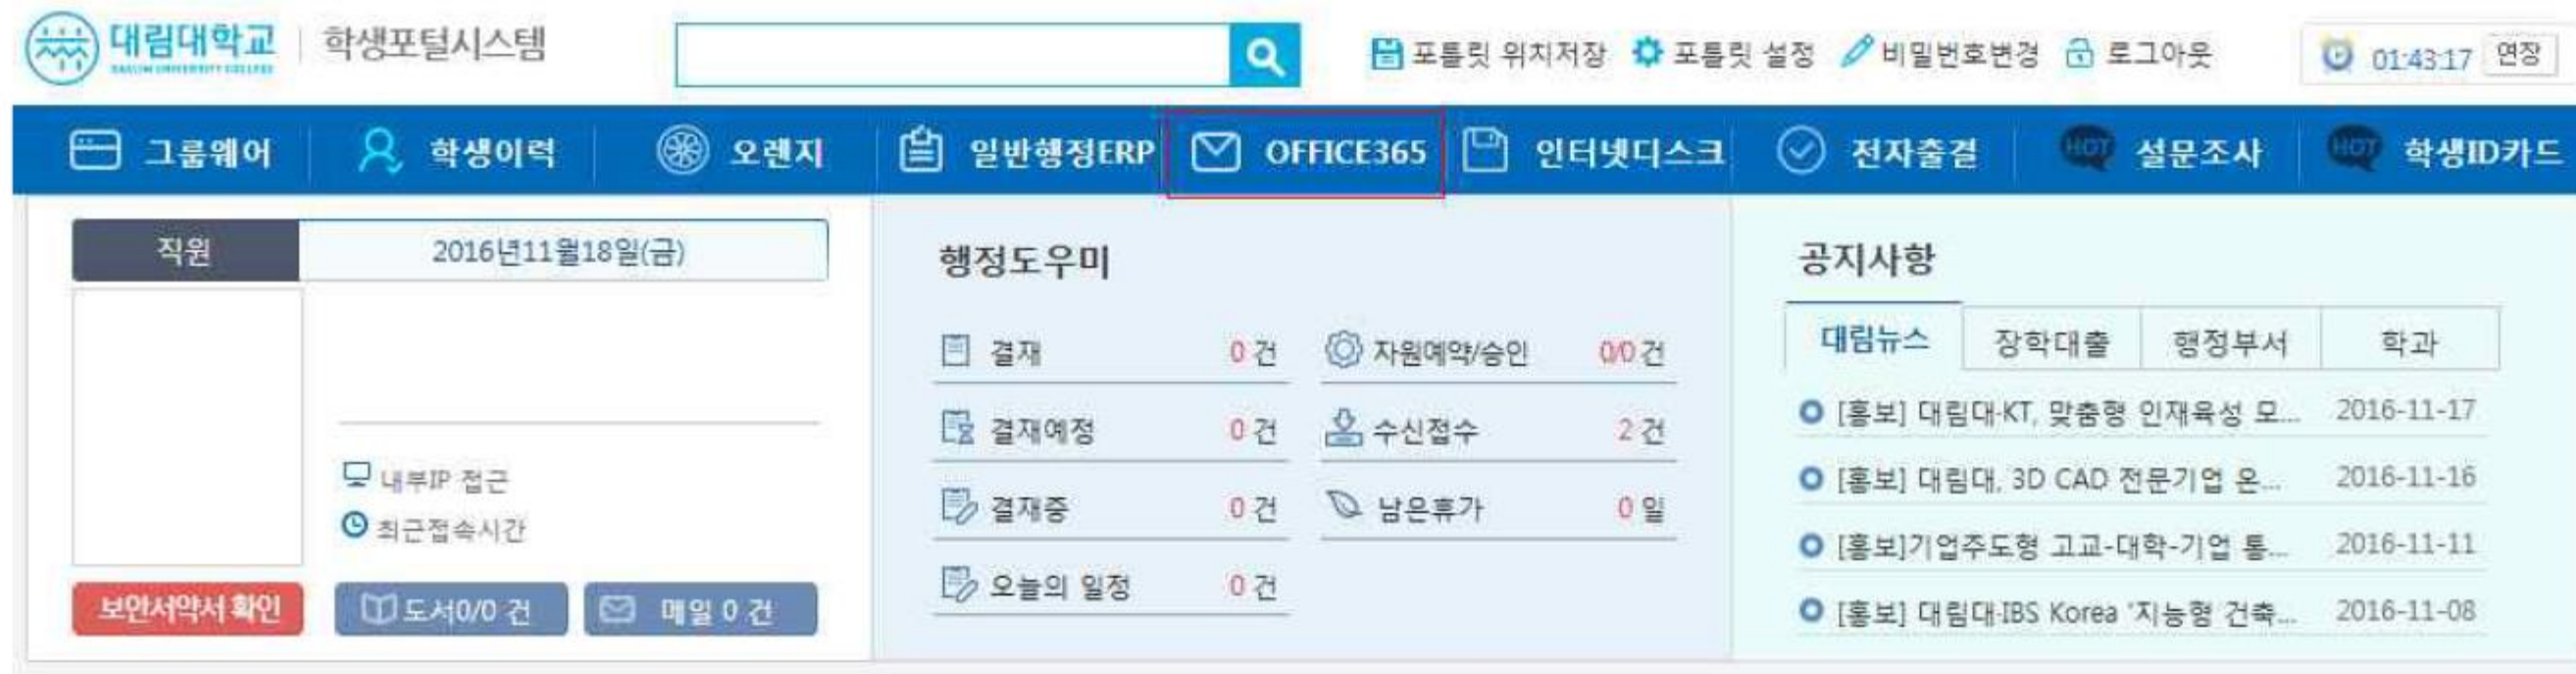 대림대학교 학생포털시스템 포틀릿 위치저장 포틀릿 설정 비밀번호변경 로그아웃 01:43:17 연장
DAELIM UNIVERSITY COLLEGE
그룹웨어 학생이력 오렌지 일반행정ERP OFFICE365 인터넷디스크 전자출결 HOT 설문조사 HOT 학생ID카드
직원 2016년11월18일(금)
내부IP 접근
최근접속시간
보안서약서 확인 도서0/0 건 메일 0 건
행정도우미
결재 0 건 자원예약/승인 0/0 건
결재예정 0 건 수신접수 2 건
결재중 0 건 남은휴가 0 일
오늘의 일정 0 건
공지사항
대림뉴스 장학대출 행정부서 학과
[홍보] 대림대-KT, 맞춤형 인재육성 모... 2016-11-17
[홍보] 대림대, 3D CAD 전문기업 온... 2016-11-16
[홍보]기업주도형 고교-대학-기업 통... 2016-11-11
[홍보] 대림대-IBS Korea '지능형 건축... 2016-11-08